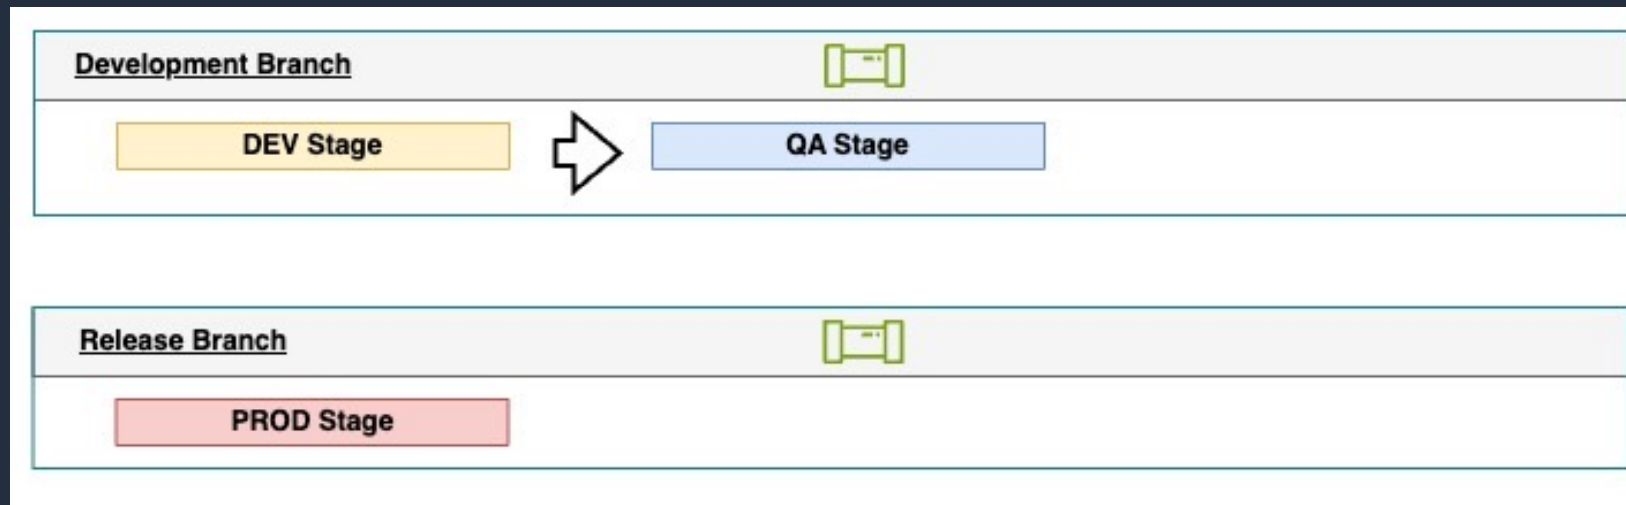 Development Branch
DEV Stage
QA Stage
Release Branch
PROD Stage